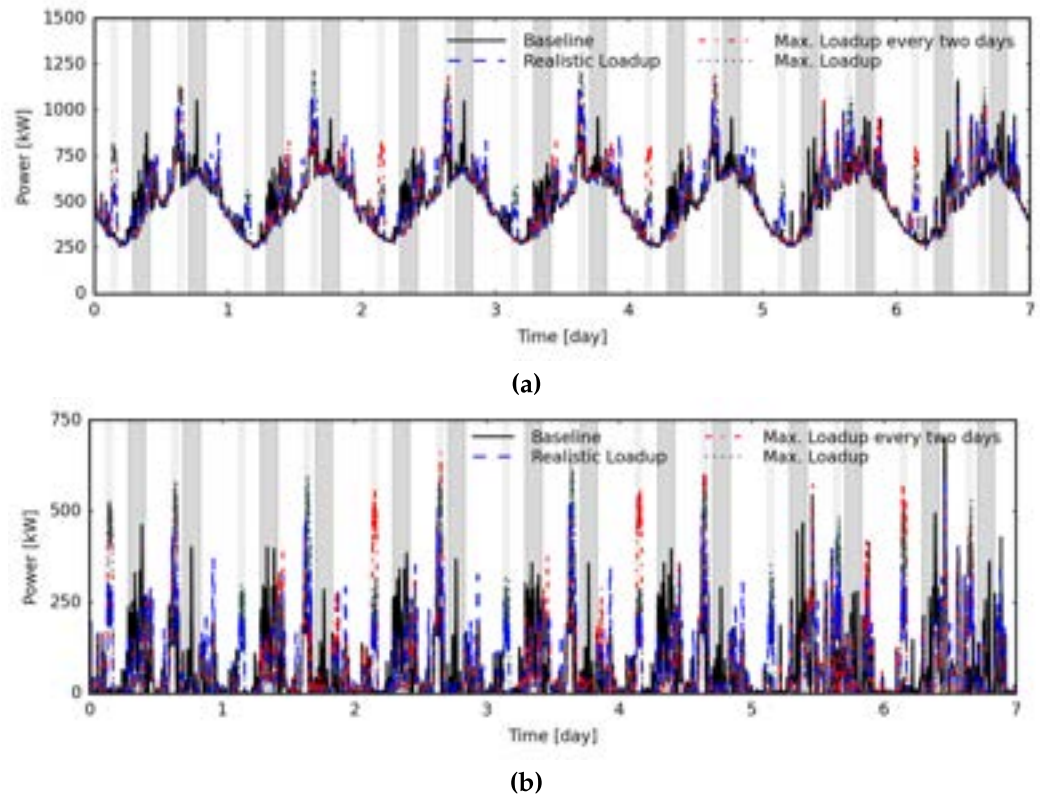 1500
1250
1000
750
500
250
0
Power [kW]
Baseline
Realistic Loadup
Max. Loadup every two days
Max. Loadup
0 1 2 3 4 5 6 7
Time [day]
(a)
750
500
250
0
Power [kW]
Baseline
Realistic Loadup
Max. Loadup every two days
Max. Loadup
0 1 2 3 4 5 6 7
Time [day]
(b)